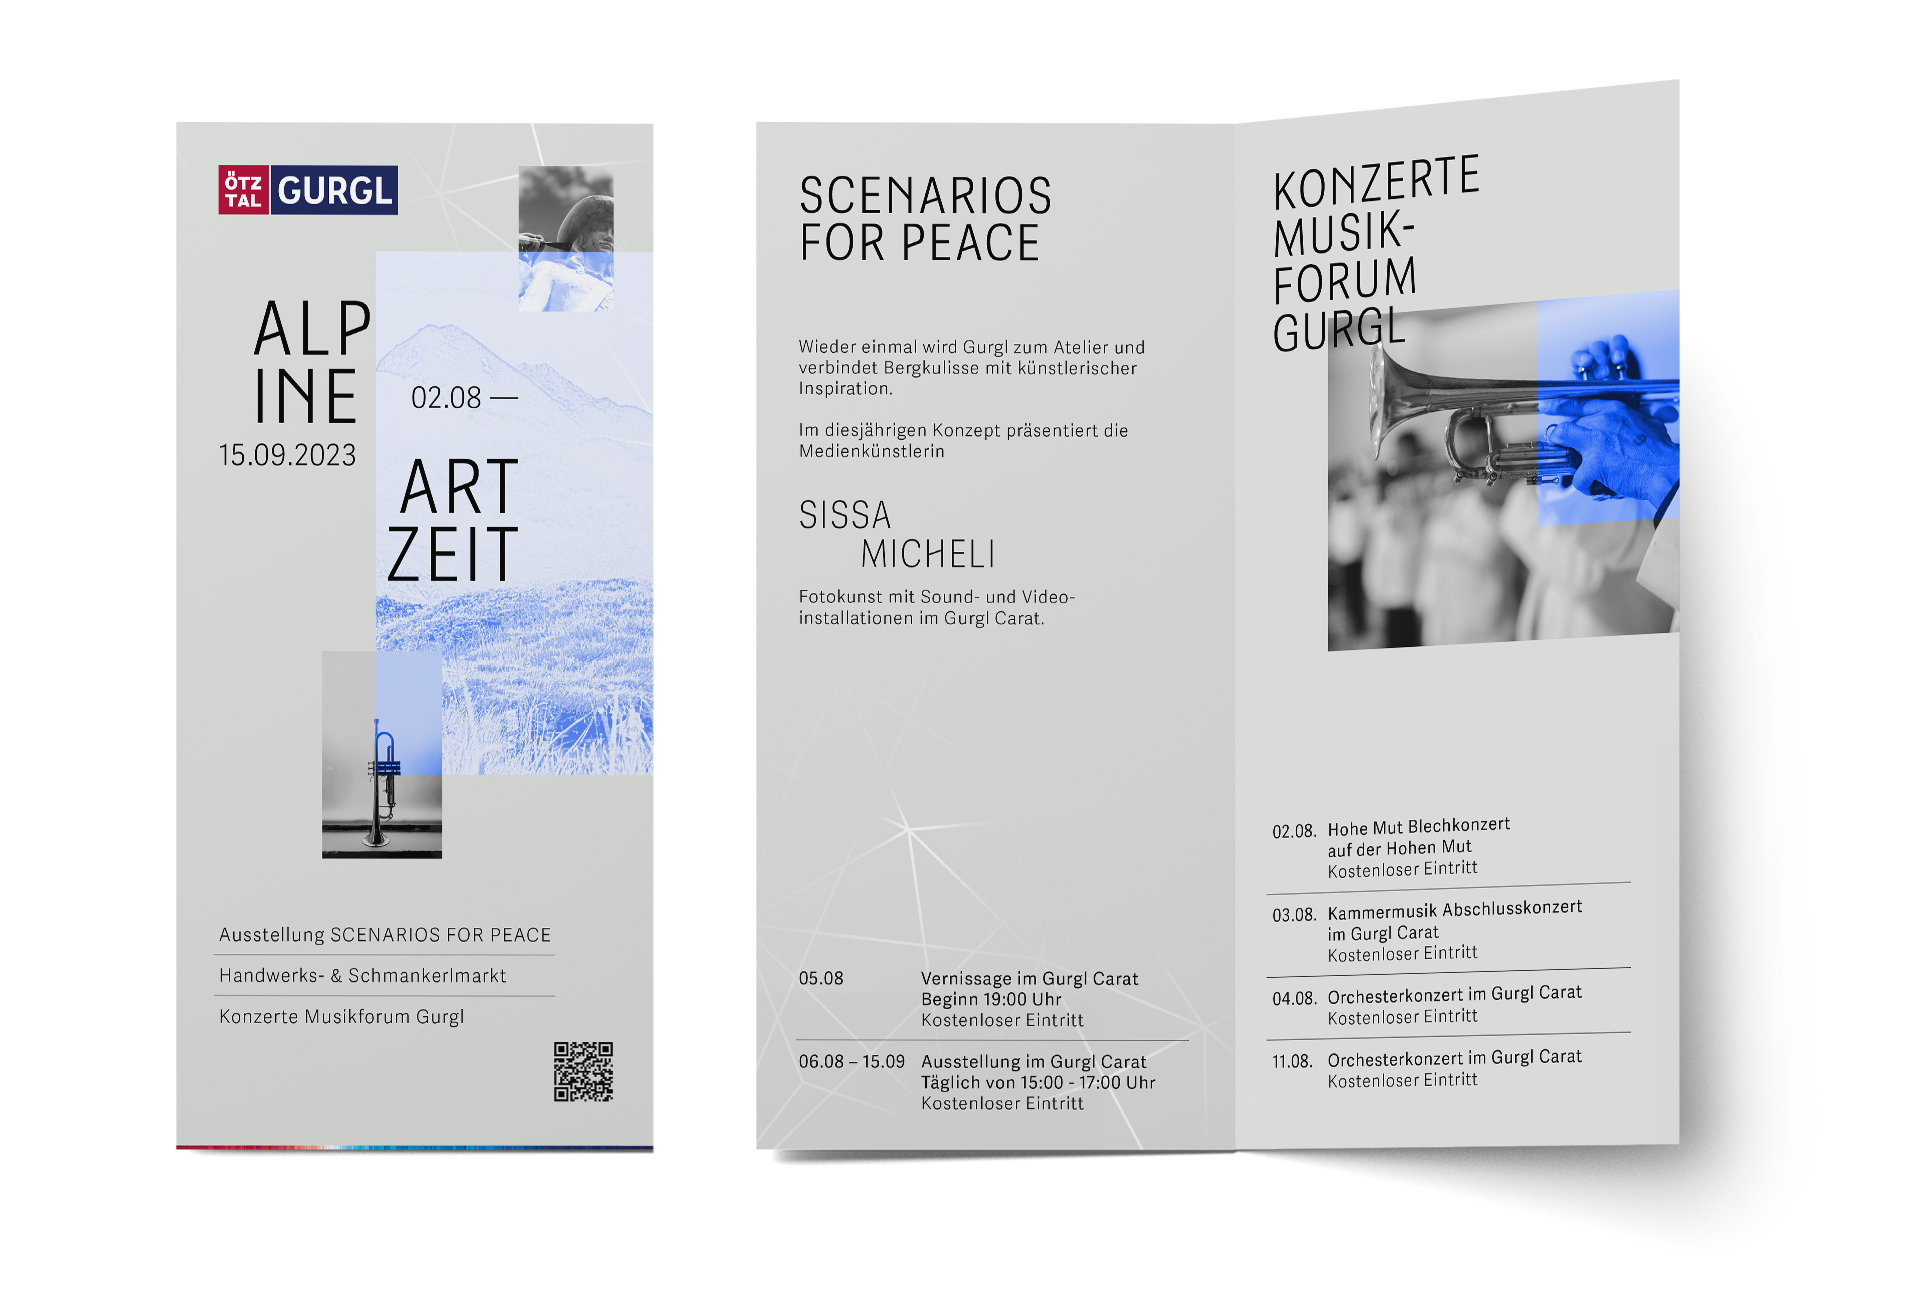 ÖTZ
TAL
GURGL
ALP
INE
02.08 —
15.09.2023
ART
ZEIT
Ausstellung SCENARIOS FOR PEACE
Handwerks- & Schmankerlmarkt
Konzerte Musikforum Gurgl
SCENARIOS
FOR PEACE
Wieder einmal wird Gurgl zum Atelier und
verbindet Bergkulisse mit künstlerischer
Inspiration.
Im diesjährigen Konzept präsentiert die
Medienkünstlerin
SISSA
MICHELI
Fotokunst mit Sound- und Video-
installationen im Gurgl Carat.
05.08 Vernissage im Gurgl Carat
Beginn 19:00 Uhr
Kostenloser Eintritt
06.08 – 15.09 Ausstellung im Gurgl Carat
Täglich von 15:00 - 17:00 Uhr
Kostenloser Eintritt
KONZERTE
MUSIK-
FORUM
GURGL
02.08. Hohe Mut Blechkonzert
auf der Hohen Mut
Kostenloser Eintritt
03.08. Kammermusik Abschlusskonzert
im Gurgl Carat
Kostenloser Eintritt
04.08. Orchesterkonzert im Gurgl Carat
Kostenloser Eintritt
11.08. Orchesterkonzert im Gurgl Carat
Kostenloser Eintritt